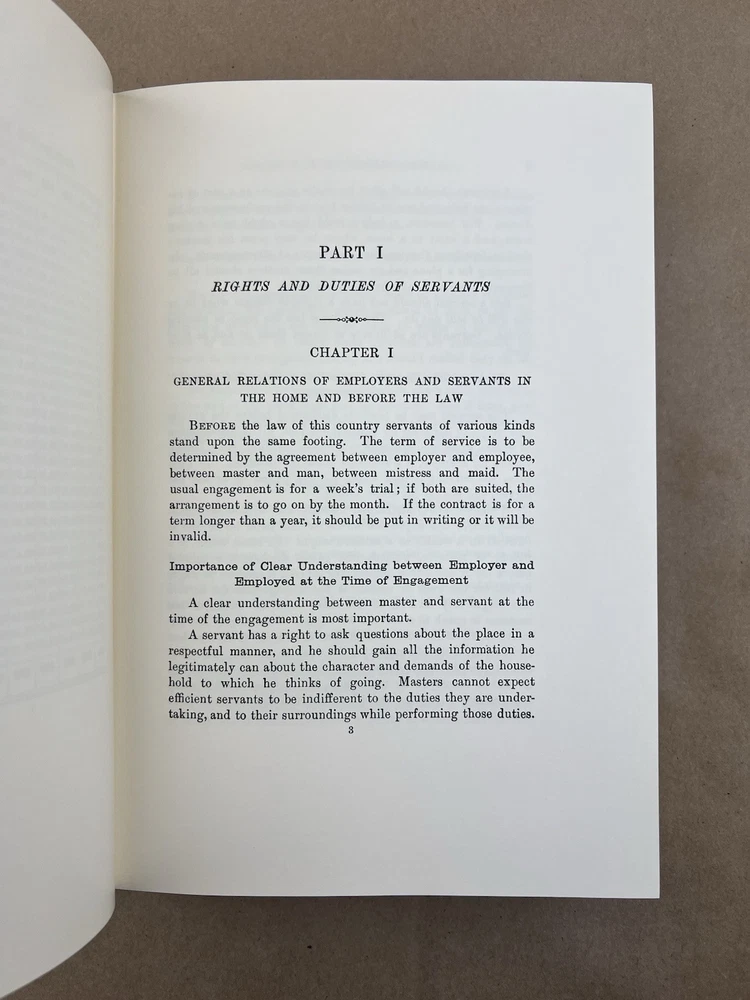 PART I
RIGHTS AND DUTIES OF SERVANTS
CHAPTER I
GENERAL RELATIONS OF EMPLOYERS AND SERVANTS IN
THE HOME AND BEFORE THE LAW
BEFORE the law of this country servants of various kinds
stand upon the same footing. The term of service is to be
determined by the agreement between employer and employee,
between master and man, between mistress and maid. The
usual engagement is for a week's trial; if both are suited, the
arrangement is to go on by the month. If the contract is for a
term longer than a year, it should be put in writing or it will be
invalid.
Importance of Clear Understanding between Employer and
Employed at the Time of Engagement
A clear understanding between master and servant at the
time of the engagement is most important.
A servant has a right to ask questions about the place in a
respectful manner, and he should gain all the information he
legitimately can about the character and demands of the house-
hold to which he thinks of going. Masters cannot expect
efficient servants to be indifferent to the duties they are under-
taking, and to their surroundings while performing those duties.
3